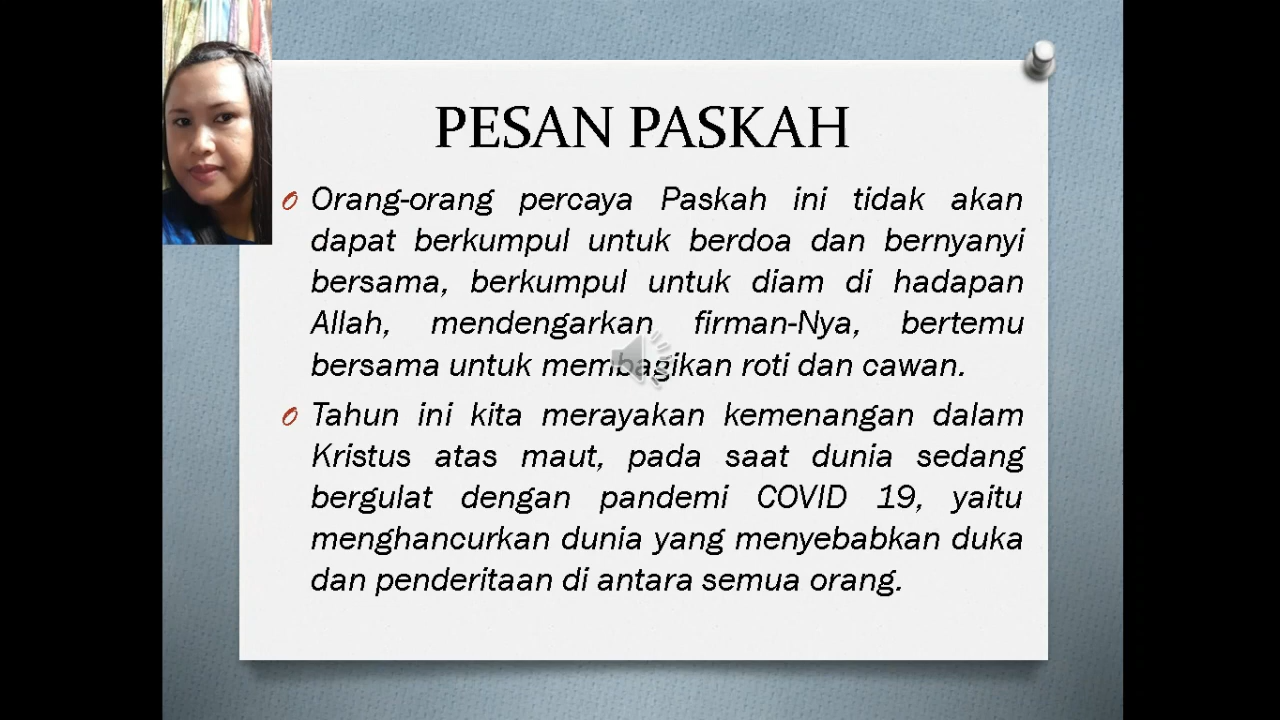 PESAN PASKAH
Orang-orang percaya Paskah ini tidak akan
dapat berkumpul untuk berdoa dan bernyanyi
bersama, berkumpul untuk diam di hadapan
Allah, mendengarkan firman-Nya, bertemu
bersama untuk membagikan roti dan cawan.
Tahun ini kita merayakan kemenangan dalam
Kristus atas maut, pada saat dunia sedang
bergulat dengan pandemi COVID 19, yaitu
menghancurkan dunia yang menyebabkan duka
dan penderitaan di antara semua orang.